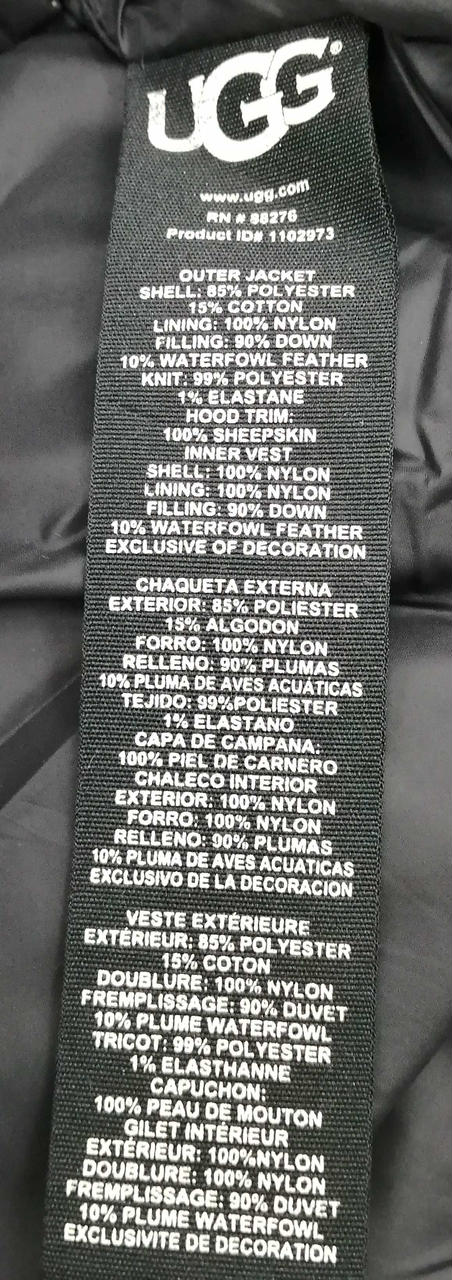 UGG®
www.ugg.com
RN # 88276
Product ID# 1102973
OUTER JACKET
SHELL: 85% POLYESTER
15% COTTON
LINING: 100% NYLON
FILLING: 90% DOWN
10% WATERFOWL FEATHER
KNIT: 99% POLYESTER
1% ELASTANE
HOOD TRIM:
100% SHEEPSKIN
INNER VEST
SHELL: 100% NYLON
LINING: 100% NYLON
FILLING: 90% DOWN
10% WATERFOWL FEATHER
EXCLUSIVE OF DECORATION
CHAQUETA EXTERNA
EXTERIOR: 85% POLIESTER
15% ALGODON
FORRO: 100% NYLON
RELLENO: 90% PLUMAS
10% PLUMA DE AVES ACUÁTICAS
TEJIDO: 99%POLIESTER
1% ELASTANO
CAPA DE CAMPANA:
100% PIEL DE CARNERO
CHALECO INTERIOR
EXTERIOR: 100% NYLON
FORRO: 100% NYLON
RELLENO: 90% PLUMAS
10% PLUMA DE AVES ACUATICAS
EXCLUSIVO DE LA DECORACION
VESTE EXTÉRIEURE
EXTÉRIEUR: 85% POLYESTER
15% COTON
DOUBLURE: 100% NYLON
FREMPLISSAGE: 90% DUVET
10% PLUME WATERFOWL
TRICOT: 99% POLYESTER
1% ELASTHANNE
CAPUCHON:
100% PEAU DE MOUTON
GILET INTÉRIEUR
EXTÉRIEUR: 100%NYLON
DOUBLURE: 100% NYLON
FREMPLISSAGE: 90% DUVET
10% PLUME WATERFOWL
EXCLUSIVITE DE DECORATION